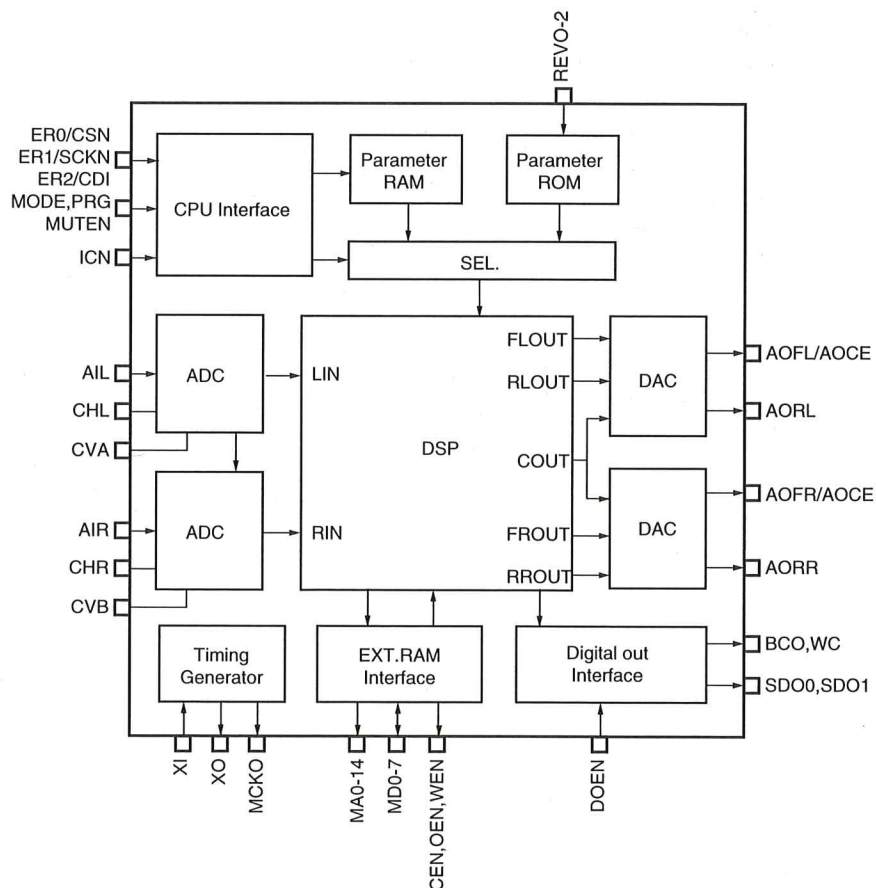 REVO-2
ER0/CSN
ER1/SCKN
ER2/CDI
MODE,PRG
MUTEN
ICN
CPU Interface
Parameter
RAM
Parameter
ROM
SEL.
AIL
CHL
CVA
ADC
LIN
DSP
FLOUT
RLOUT
COUT
FROUT
RROUT
DAC
AOFL/AOCE
AORL
AIR
CHR
CVB
ADC
RIN
DAC
AOFR/AOCE
AORR
Timing
Generator
EXT.RAM
Interface
Digital out
Interface
BCO,WC
SDO0,SDO1
XI
XO
MCKO
MA0-14
MD0-7
CEN,OEN,WEN
DOEN